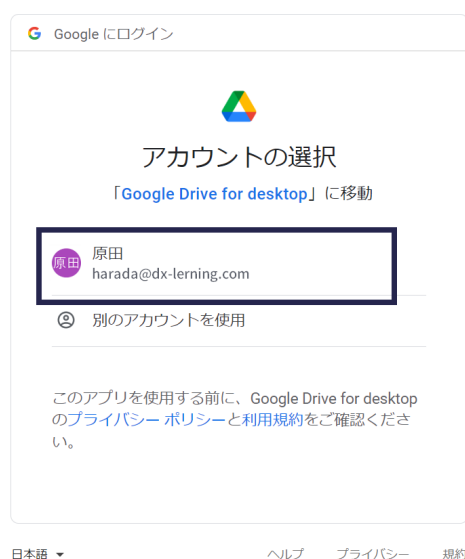 Google にログイン
アカウントの選択
「Google Drive for desktop」に移動
原田
原田
harada@dx-lerning.com
別のアカウントを使用
このアプリを使用する前に、Google Drive for desktop
のプライバシー ポリシーと利用規約をご確認くださ
い。
日本語 ヘルプ プライバシー 規約